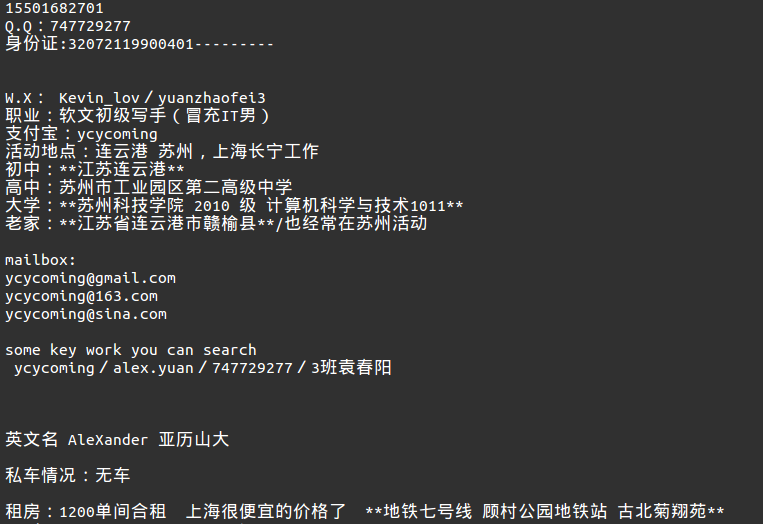 15501682701
Q.Q：747729277
身份证:32072119900401---------
W.X： Kevin_lov／yuanzhaofei3
职业：软文初级写手（冒充IT男）
支付宝：ycycoming
活动地点：连云港 苏州，上海长宁工作
初中：**江苏连云港**
高中：苏州市工业园区第二高级中学
大学：**苏州科技学院 2010 级 计算机科学与技术1011**
老家：**江苏省连云港市赣榆县**/也经常在苏州活动
mailbox:
ycycoming@gmail.com
ycycoming@163.com
ycycoming@sina.com
some key work you can search
ycycoming／alex.yuan／747729277／3班袁春阳
英文名 AleXander 亚历山大
私车情况：无车
租房：1200单间合租 上海很便宜的价格了 **地铁七号线 顾村公园地铁站 古北菊翔苑**